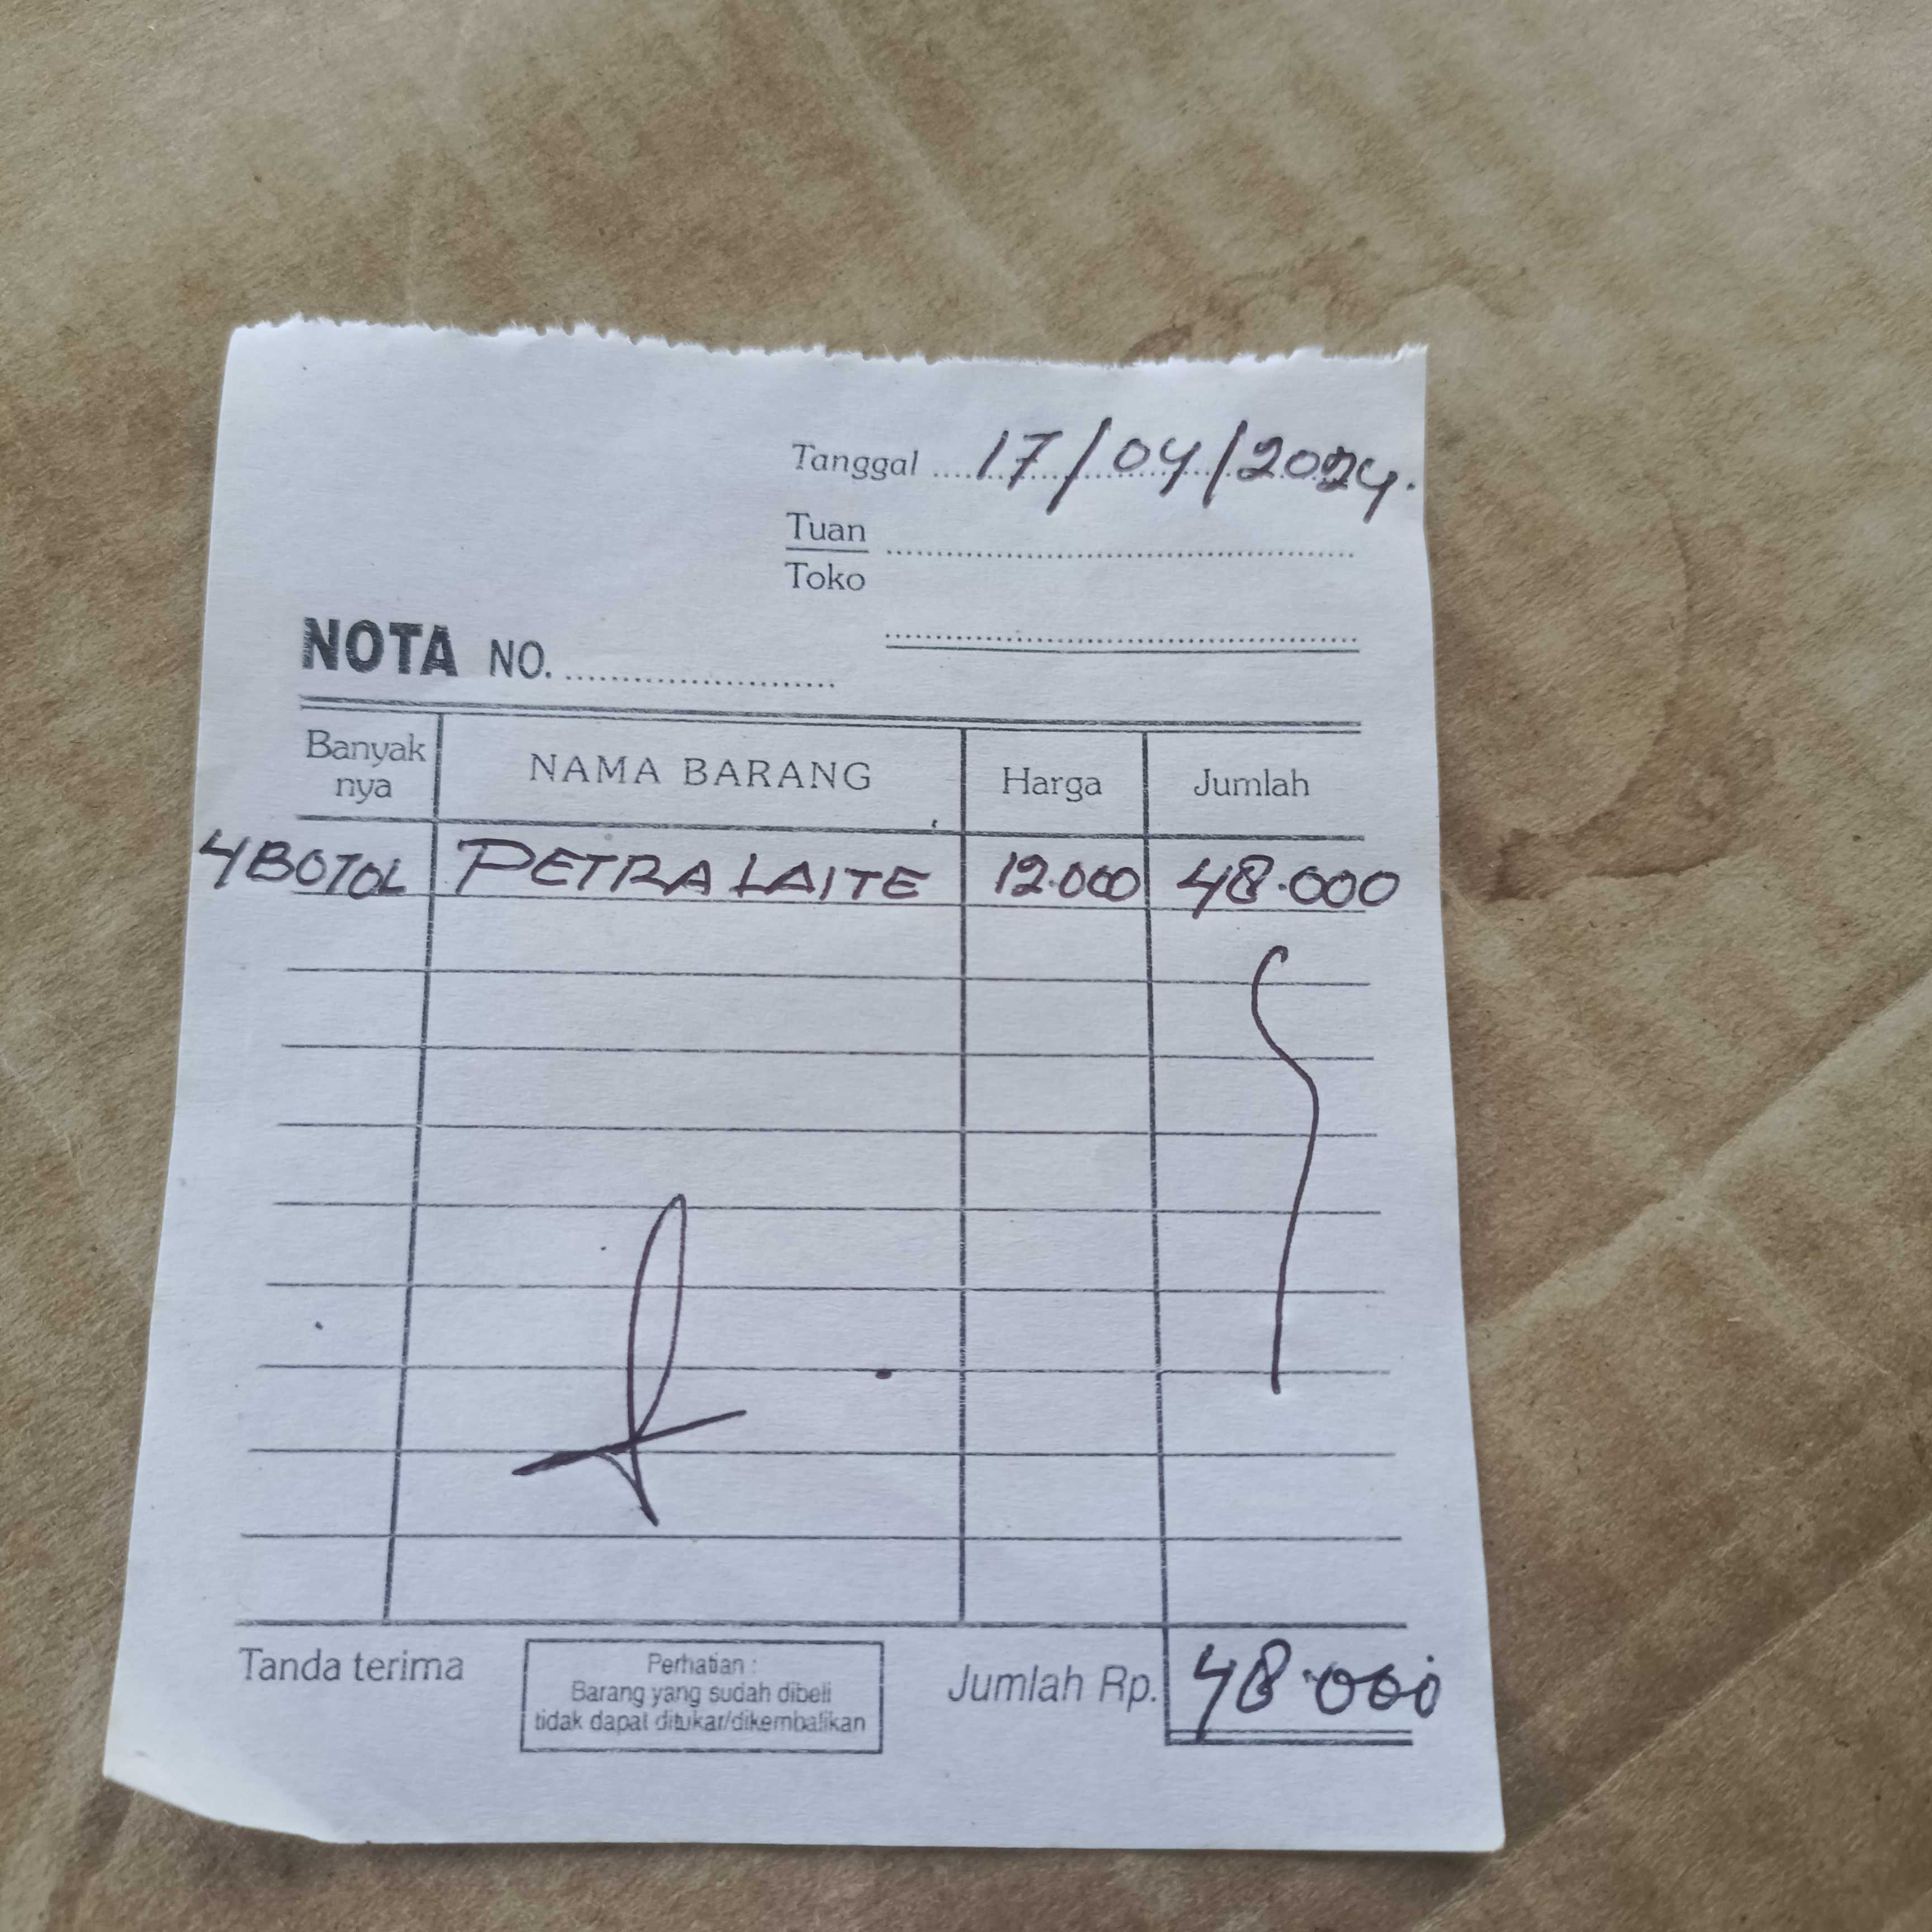 Tanggal 17/04/2024.
Tuan
Toko
NOTA NO.
Banyak nya NAMA BARANG Harga Jumlah
4 BOTOL PETRA LAITE 12.000 48.000
Tanda terima
Perhatian :
Barang yang sudah dibeli
tidak dapat ditukar/dikembalikan
Jumlah Rp. 48.000